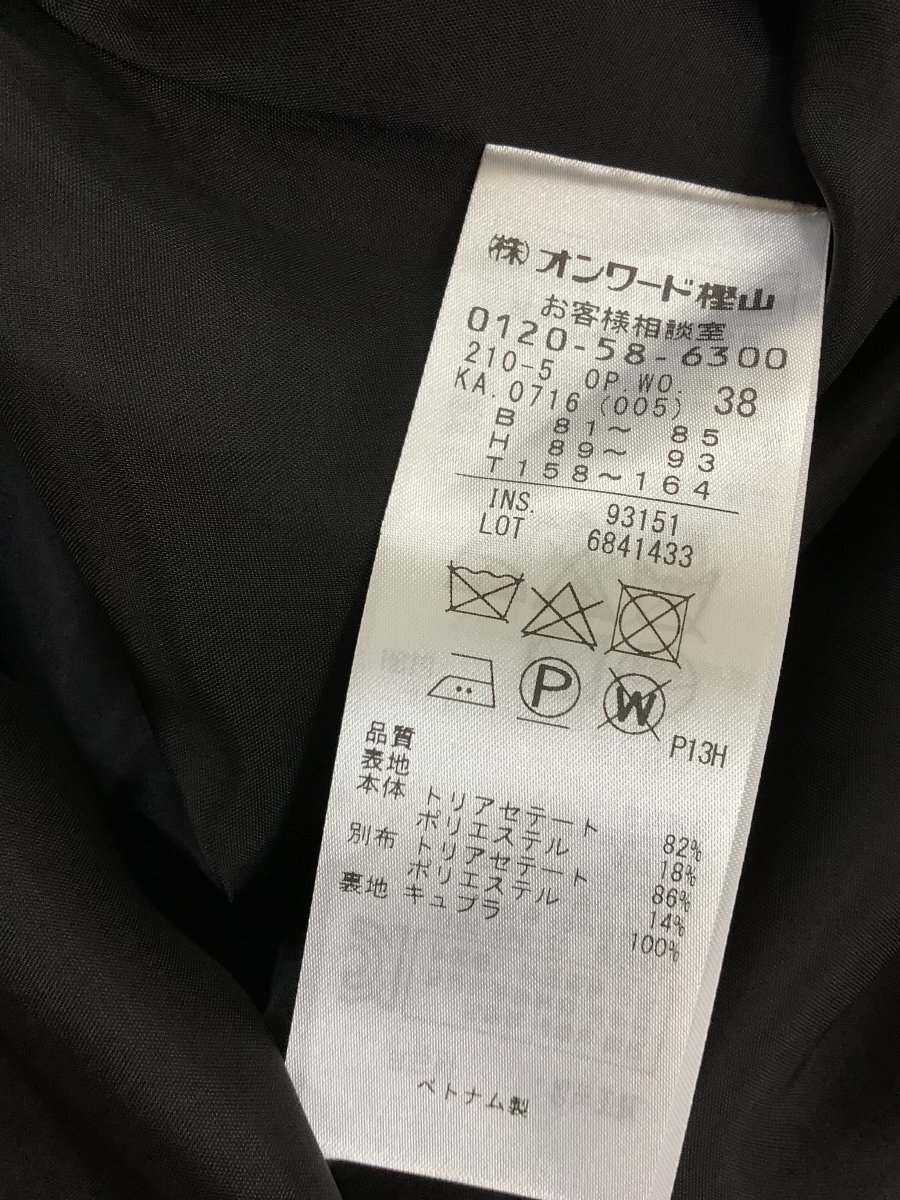 ㈱オンワード樫山
お客様相談室
0120-58-6300
210-5 OP.WO. 38
KA.0716 (005)
B 81～ 85
H 89～ 93
T158～164
INS. 93151
LOT 6841433
P
W
P13H
品質
表地
本体 トリアセテート 82%
ポリエステル 18%
別布 トリアセテート 86%
ポリエステル 14%
裏地 キュプラ 100%
ベトナム製